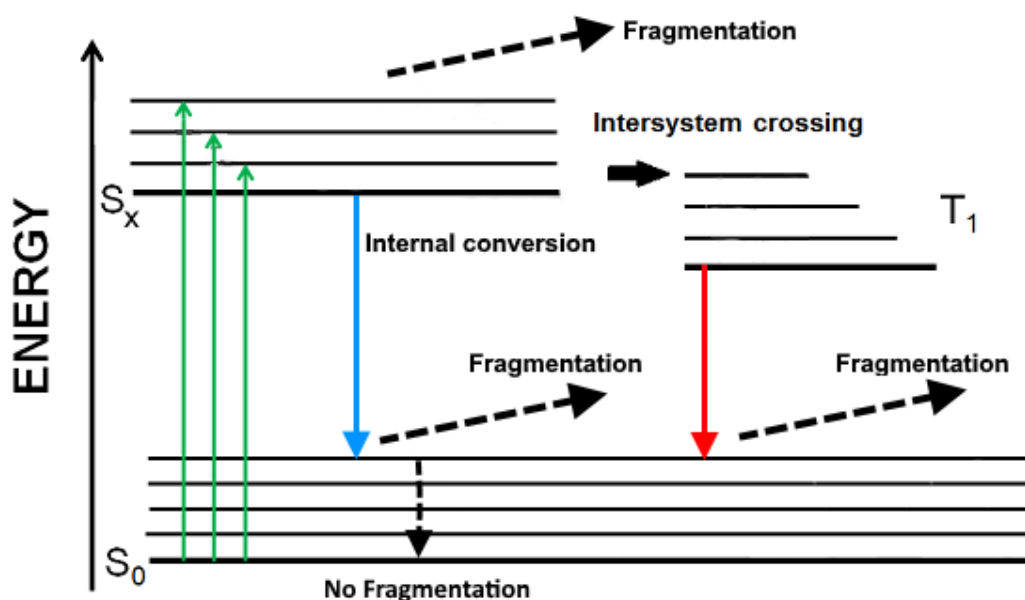 Fragmentation
Intersystem crossing
Sx
T1
Internal conversion
ENERGY
Fragmentation
Fragmentation
S0
No Fragmentation